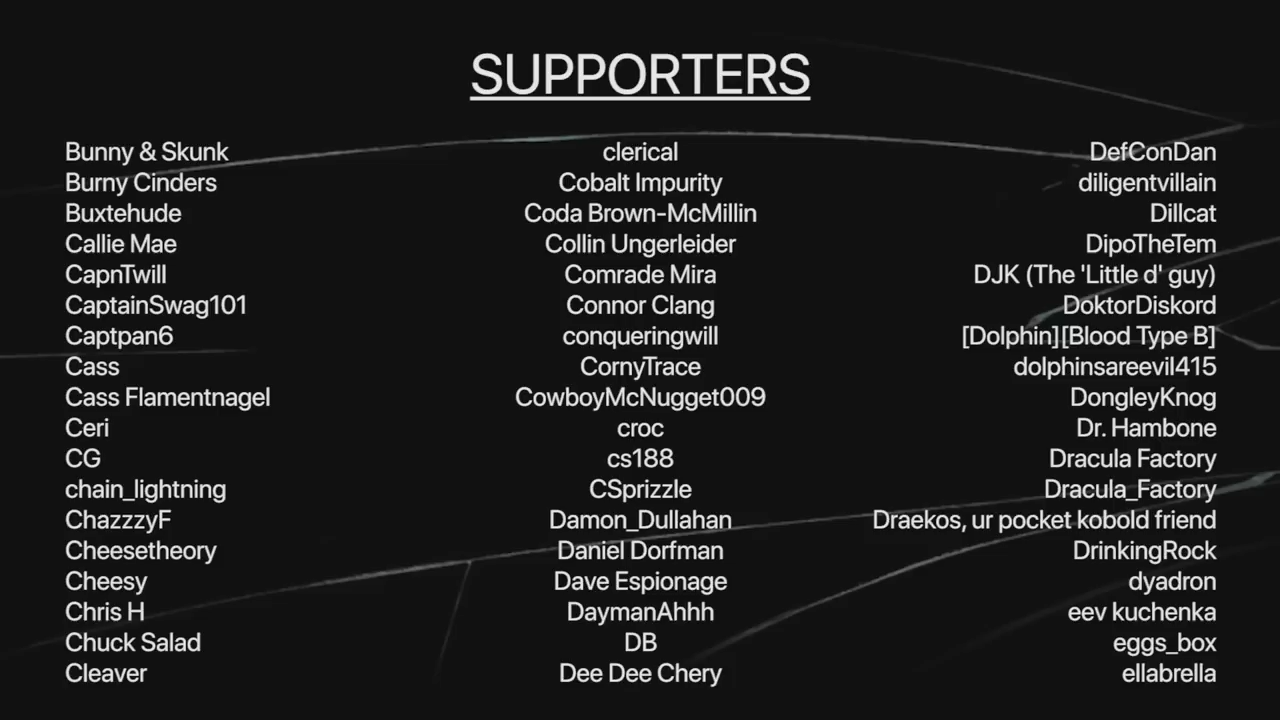 SUPPORTERS
Bunny & Skunk
Burny Cinders
Buxtehude
Callie Mae
CapnTwill
CaptainSwag101
Captpan6
Cass
Cass Flamentnagel
Ceri
CG
chain_lightning
ChazzzyF
Cheesetheory
Cheesy
Chris H
Chuck Salad
Cleaver
clerical
Cobalt Impurity
Coda Brown-McMillin
Collin Ungerleider
Comrade Mira
Connor Clang
conqueringwill
CornyTrace
CowboyMcNugget009
croc
cs188
CSprizzle
Damon_Dullahan
Daniel Dorfman
Dave Espionage
DaymanAhhh
DB
Dee Dee Chery
DefConDan
diligentvillain
Dillcat
DipoTheTem
DJK (The 'Little d' guy)
DoktorDiskord
[Dolphin][Blood Type B]
dolphinsareevil415
DongleyKnog
Dr. Hambone
Dracula Factory
Dracula_Factory
Draekos, ur pocket kobold friend
DrinkingRock
dyadron
eev kuchenka
eggs_box
ellabrella